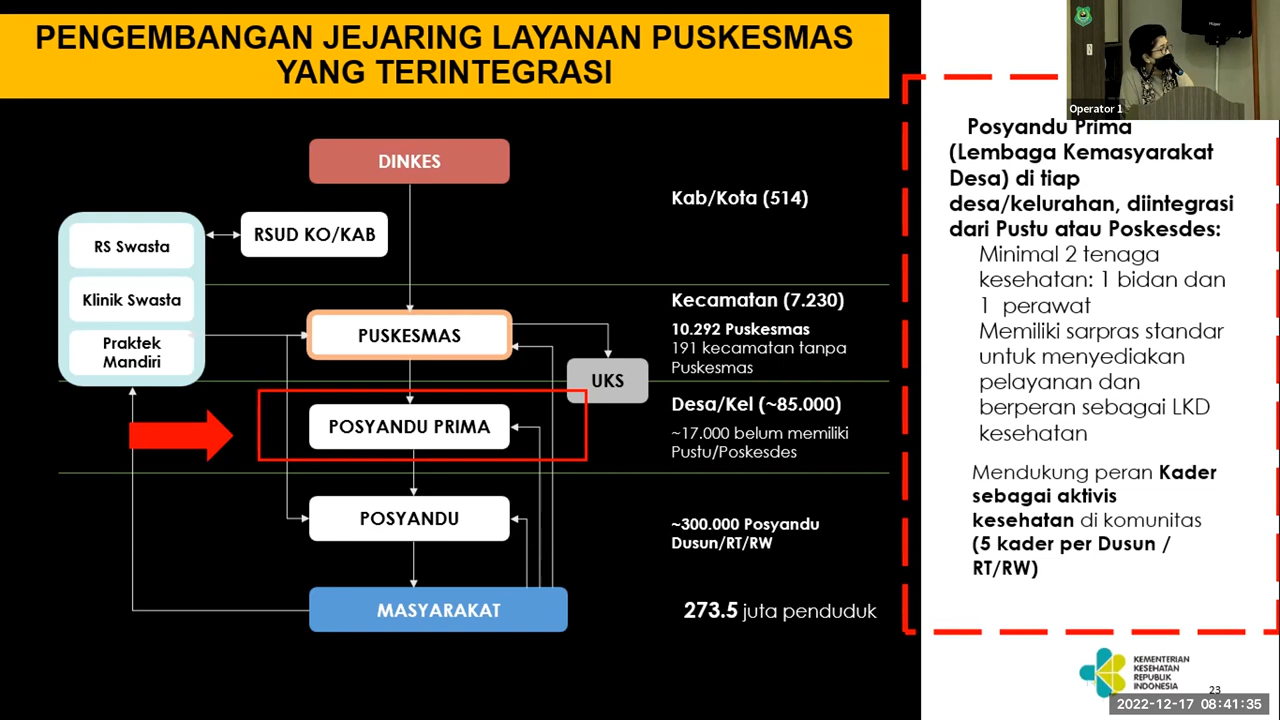 PENGEMBANGAN JEJARING LAYANAN PUSKESMAS
YANG TERINTEGRASI
DINKES
Kab/Kota (514)
RS Swasta
RSUD KO/KAB
Klinik Swasta
Praktek
Mandiri
PUSKESMAS
Kecamatan (7.230)
10.292 Puskesmas
191 kecamatan tanpa
Puskesmas
UKS
POSYANDU PRIMA
Desa/Kel (~85.000)
~17.000 belum memiliki
Pustu/Poskesdes
POSYANDU
~300.000 Posyandu
Dusun/RT/RW
MASYARAKAT
273.5 juta penduduk
Operator 1
Posyandu Prima
(Lembaga Kemasyarakat
Desa) di tiap
desa/kelurahan, diintegrasi
dari Pustu atau Poskesdes:
Minimal 2 tenaga
kesehatan: 1 bidan dan
1 perawat
Memiliki sarpras standar
untuk menyediakan
pelayanan dan
berperan sebagai LKD
kesehatan
Mendukung peran Kader
sebagai aktivis
kesehatan di komunitas
(5 kader per Dusun /
RT/RW)
KEMENTERIAN
KESEHATAN
REPUBLIK
INDONESIA
23
2022-12-17 08:41:35